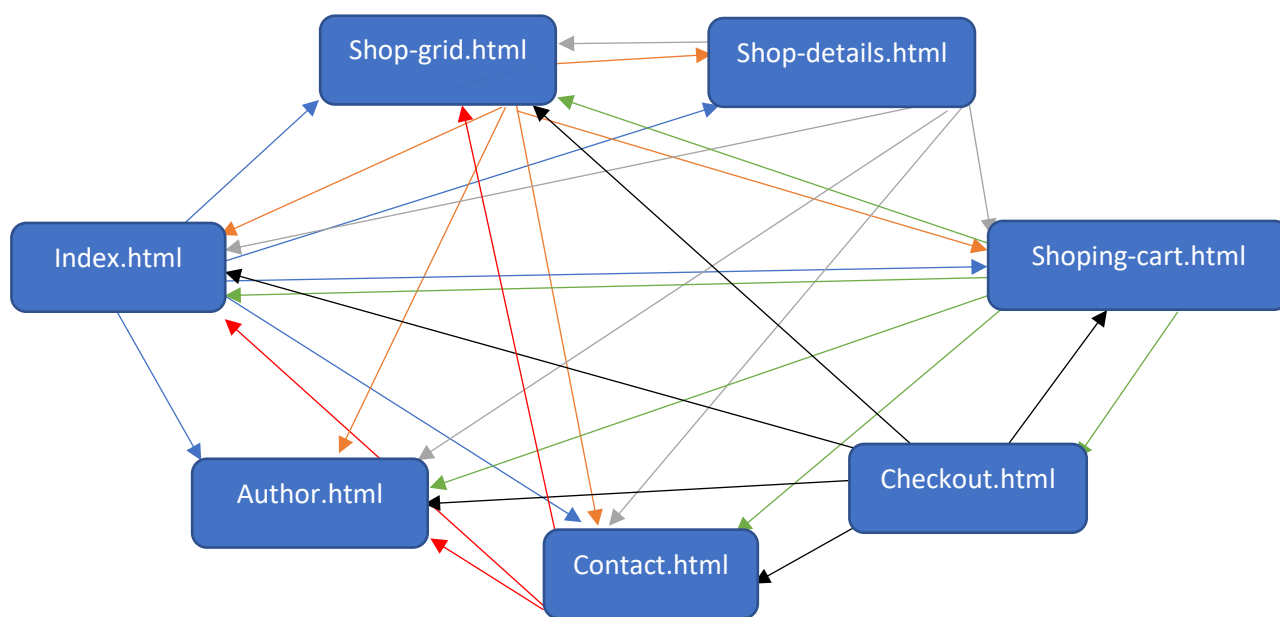 Shop-grid.html
Shop-details.html
Index.html
Shoping-cart.html
Author.html
Checkout.html
Contact.html